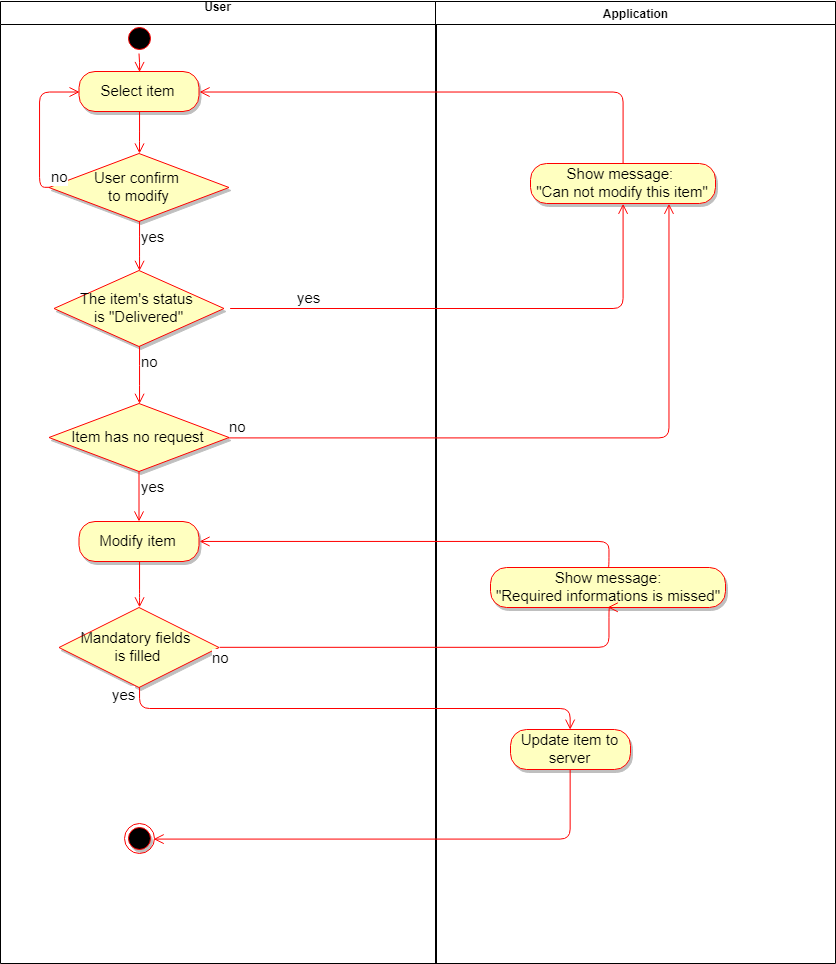 User
Application
Select item
no
User confirm
to modify
Show message:
"Can not modify this item"
yes
The item's status
is "Delivered"
yes
no
Item has no request
no
yes
Modify item
Show message:
"Required informations is missed"
Mandatory fields
is filled
no
yes
Update item to
server